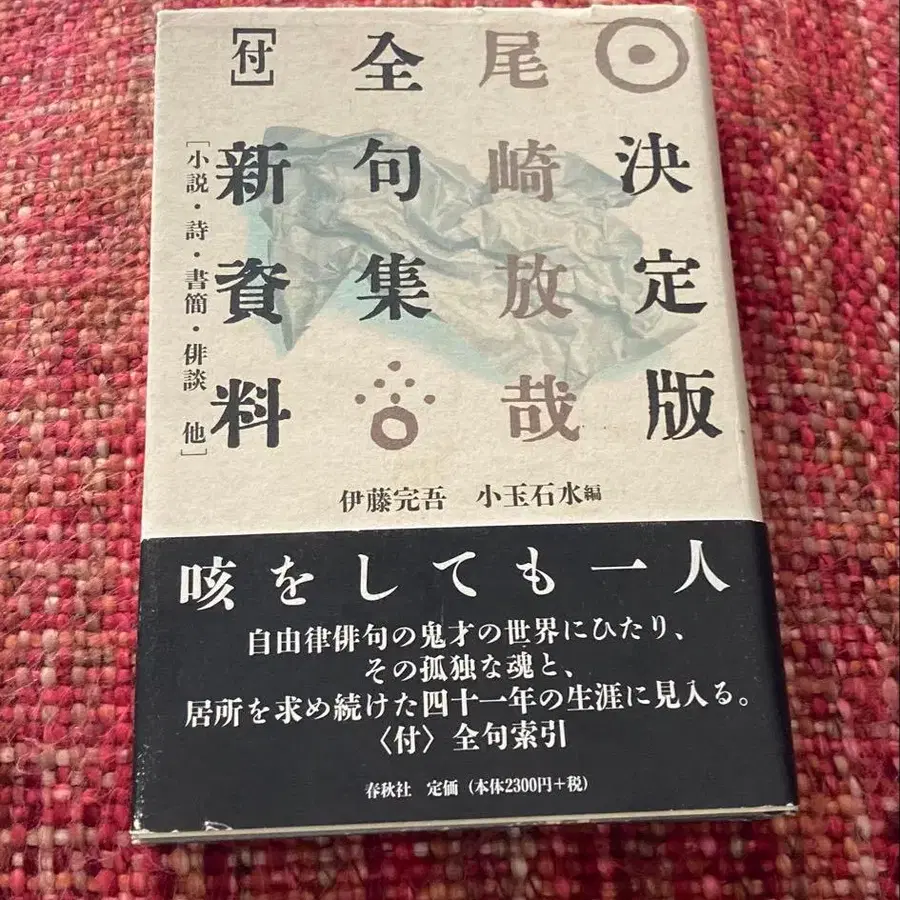 決定版
尾崎放哉
全句集
[付]新資料
[小説・詩・書簡・俳談 他]
伊藤完吾 小玉石水編
咳をしても一人
自由律俳句の鬼才の世界にひたり、
その孤独な魂と、
居所を求め続けた四十一年の生涯に見入る。
〈付〉全句索引
春秋社 定価（本体2300円+税）